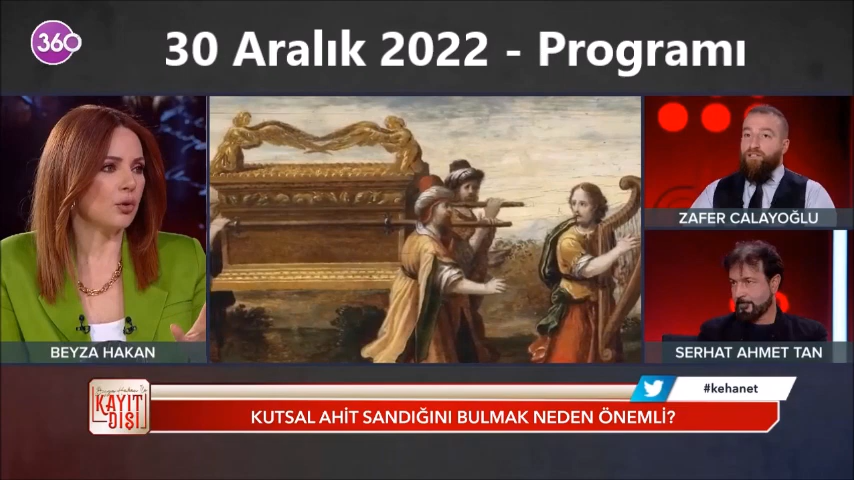 360
30 Aralık 2022 - Programı
BEYZA HAKAN
ZAFER CALAYOĞLU
SERHAT AHMET TAN
#kehanet
KAYIT
DIŞI
KUTSAL AHİT SANDIĞINI BULMAK NEDEN ÖNEMLİ?